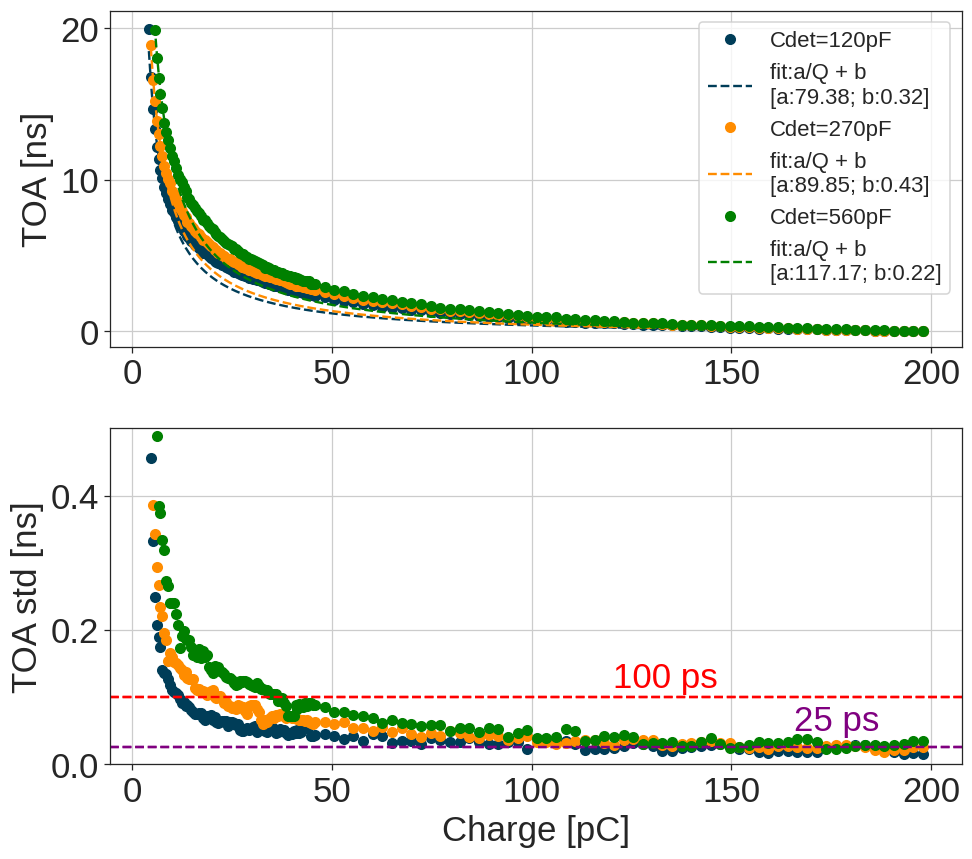 TOA [ns]
20
10
0
0
50
100
150
200
Cdet=120pF
fit:a/Q + b
[a:79.38; b:0.32]
Cdet=270pF
fit:a/Q + b
[a:89.85; b:0.43]
Cdet=560pF
fit:a/Q + b
[a:117.17; b:0.22]
TOA std [ns]
0.4
0.2
0.0
100 ps
25 ps
0
50
100
150
200
Charge [pC]